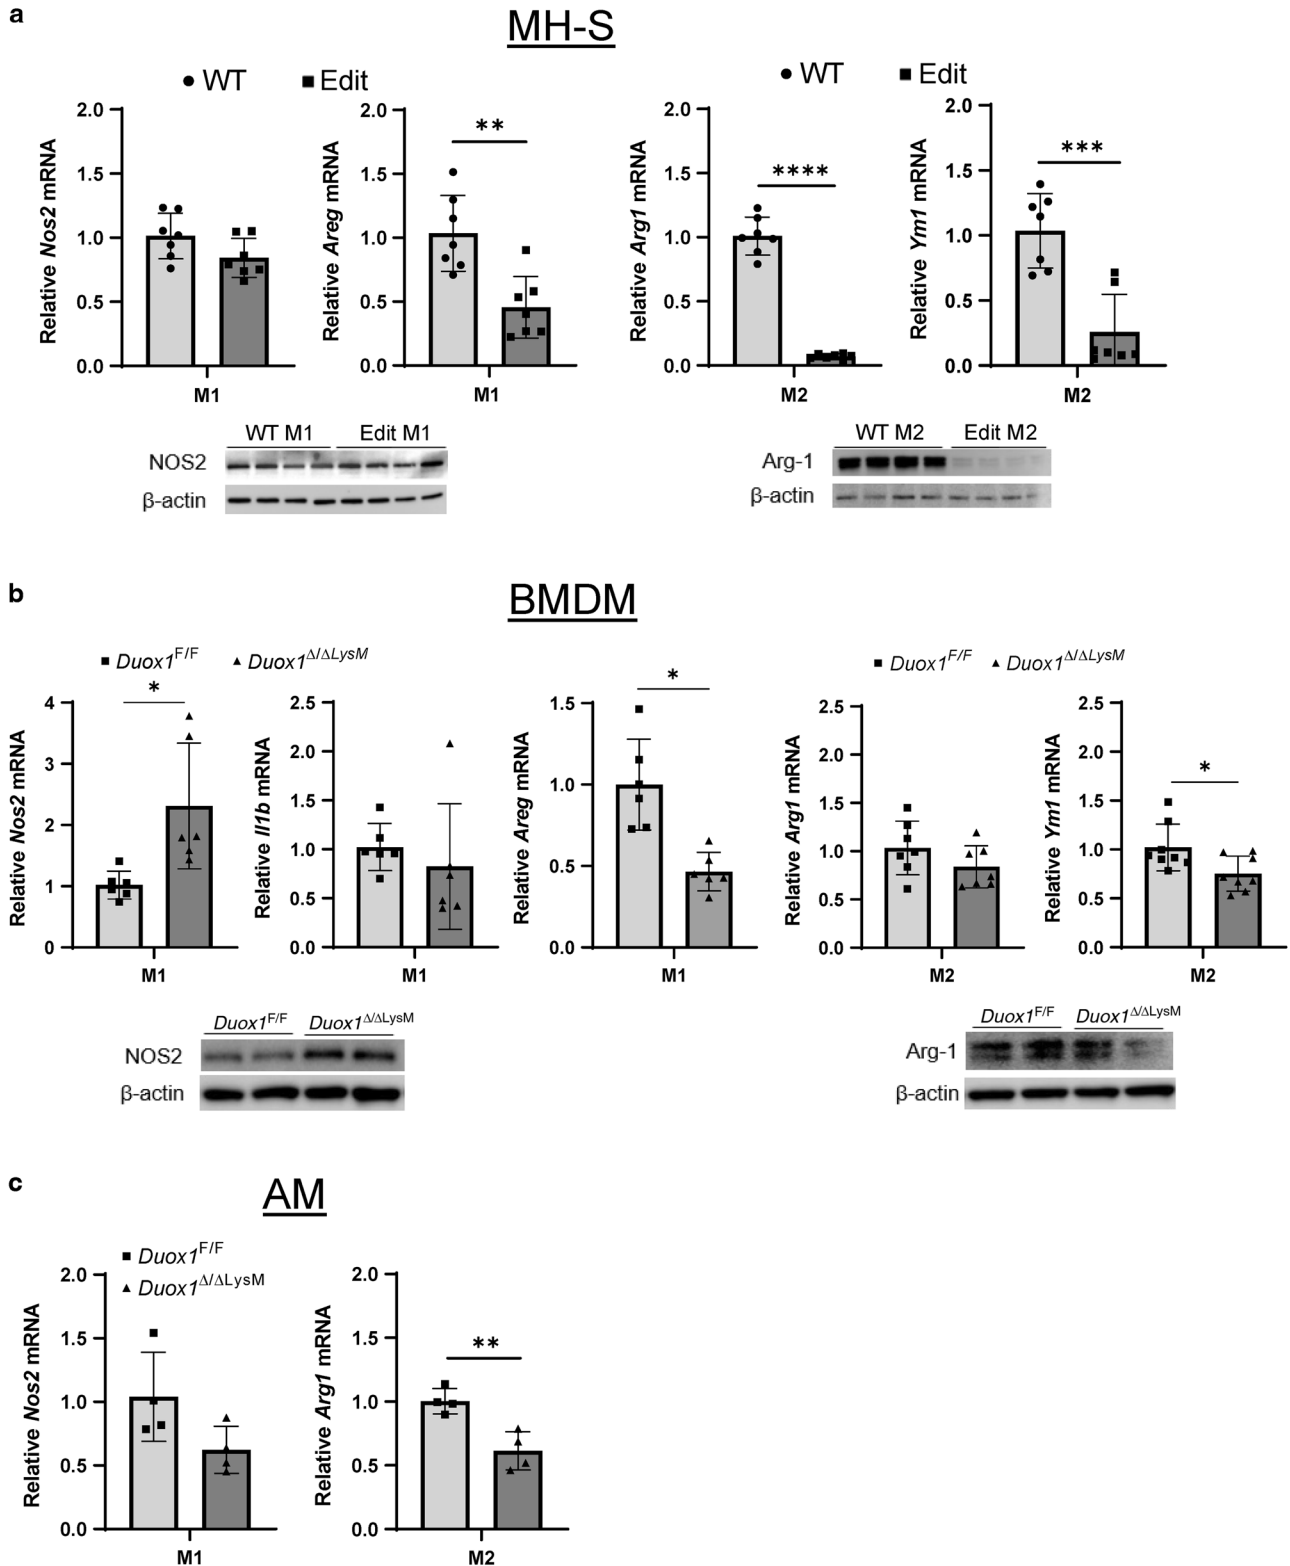 a
MH-S
WT Edit
WT Edit
Relative Nos2 mRNA
2.0
1.5
1.0
0.5
0.0
M1
Relative Areg mRNA
2.0
1.5
1.0
0.5
0.0
**
M1
Relative Arg1 mRNA
2.0
1.5
1.0
0.5
0.0
****
M2
Relative Ym1 mRNA
2.0
1.5
1.0
0.5
0.0
***
M2
WT M1 Edit M1
NOS2
β-actin
WT M2 Edit M2
Arg-1
β-actin
b
BMDM
Duox1F/F Duox1Δ/ΔLysM
Duox1F/F Duox1Δ/ΔLysM
Relative Nos2 mRNA
4
3
2
1
0
*
M1
Relative Il1b mRNA
2.5
2.0
1.5
1.0
0.5
0.0
M1
Relative Areg mRNA
1.5
1.0
0.5
0.0
*
M1
Relative Arg1 mRNA
2.5
2.0
1.5
1.0
0.5
0.0
M2
Relative Ym1 mRNA
2.5
2.0
1.5
1.0
0.5
0.0
*
M2
Duox1F/F Duox1Δ/ΔLysM
NOS2
β-actin
Duox1F/F Duox1Δ/ΔLysM
Arg-1
β-actin
c
AM
Duox1F/F
Duox1Δ/ΔLysM
Relative Nos2 mRNA
2.0
1.5
1.0
0.5
0.0
M1
Relative Arg1 mRNA
2.0
1.5
1.0
0.5
0.0
**
M2